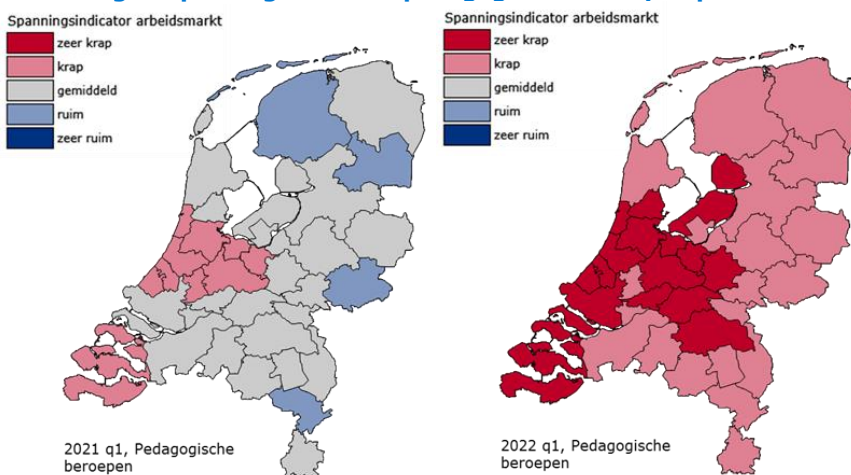 Spanningsindicator arbeidsmarkt
zeer krap
krap
gemiddeld
ruim
zeer ruim
2021 q1, Pedagogische
beroepen
Spanningsindicator arbeidsmarkt
zeer krap
krap
gemiddeld
ruim
zeer ruim
2022 q1, Pedagogische
beroepen